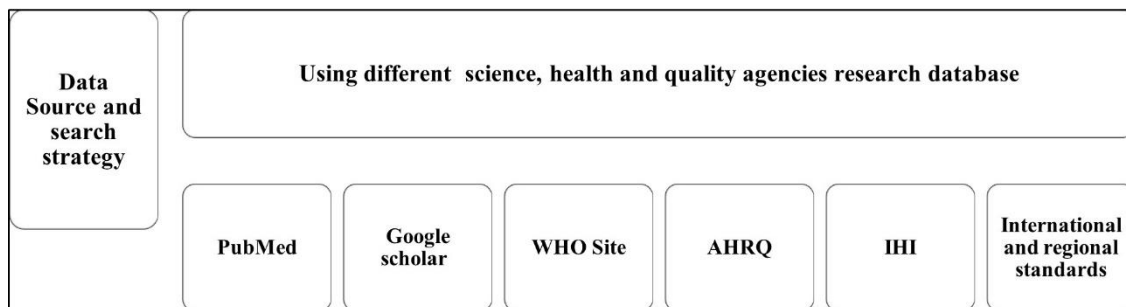 Data
Source and
search
strategy
Using different science, health and quality agencies research database
PubMed
Google
scholar
WHO Site
AHRQ
IHI
International
and regional
standards